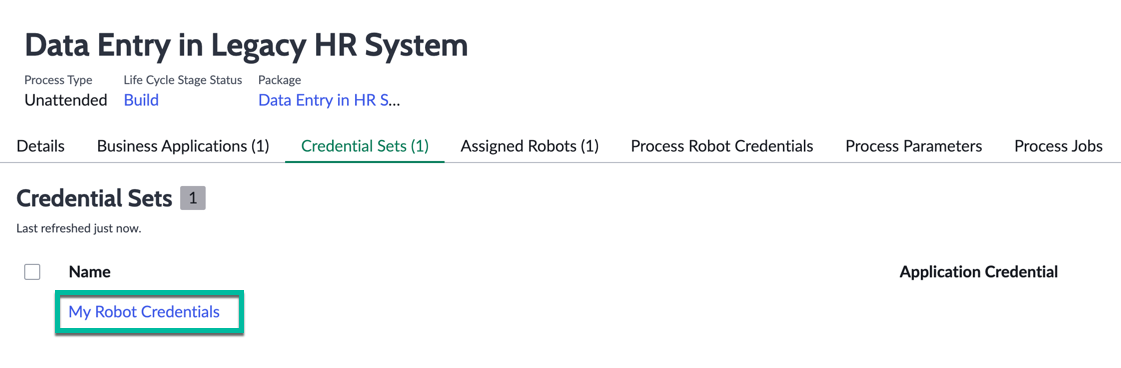 Data Entry in Legacy HR System
Process Type Life Cycle Stage Status Package
Unattended Build Data Entry in HR S...
Details Business Applications (1) Credential Sets (1) Assigned Robots (1) Process Robot Credentials Process Parameters Process Jobs
Credential Sets 1
Last refreshed just now.
Name Application Credential
My Robot Credentials